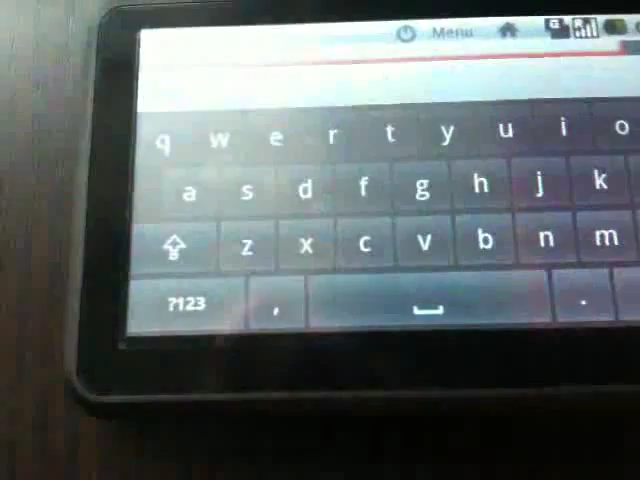 Menu
q w e r t y u i o
a s d f g h j k
z x c v b n m
?123 , .